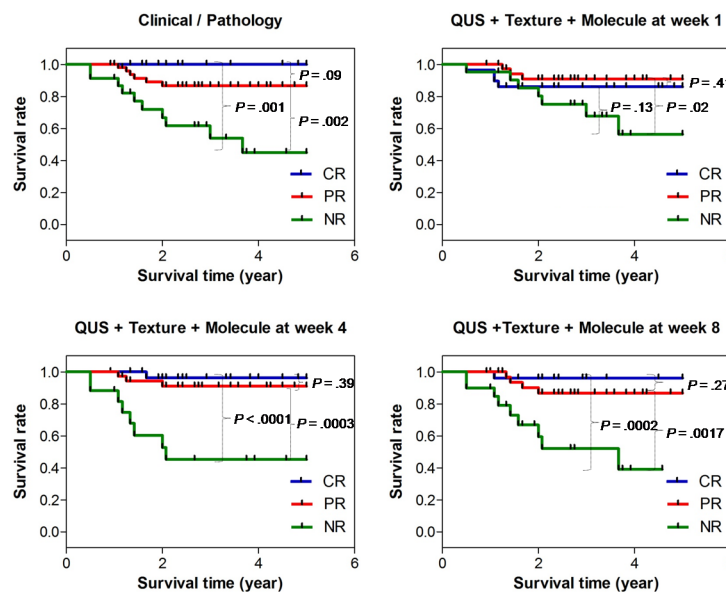 Clinical / Pathology
Survival rate
1.0
0.8
0.6
0.4
0.2
0.0
P = .09
P = .001
P = .002
CR
PR
NR
0 2 4 6
Survival time (year)
QUS + Texture + Molecule at week 1
Survival rate
1.0
0.8
0.6
0.4
0.2
0.0
P = .41
P = .13
P = .02
CR
PR
NR
0 2 4 6
Survival time (year)
QUS + Texture + Molecule at week 4
Survival rate
1.0
0.8
0.6
0.4
0.2
0.0
P = .39
P < .0001
P = .0003
CR
PR
NR
0 2 4 6
Survival time (year)
QUS +Texture + Molecule at week 8
Survival rate
1.0
0.8
0.6
0.4
0.2
0.0
P = .27
P = .0002
P = .0017
CR
PR
NR
0 2 4 6
Survival time (year)